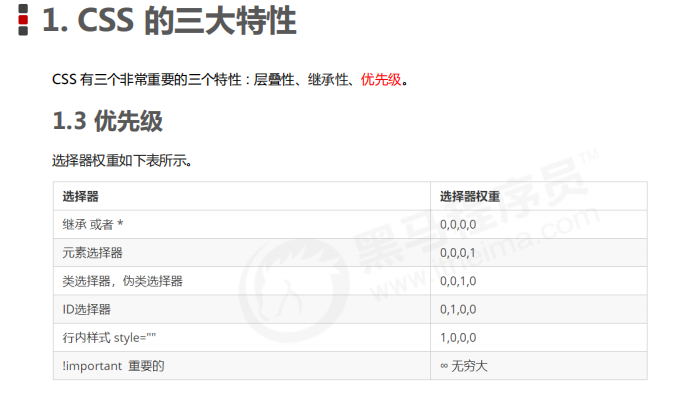 1. CSS 的三大特性
CSS 有三个非常重要的三个特性：层叠性、继承性、优先级。
1.3 优先级
选择器权重如下表所示。
选择器 选择器权重
继承 或者 * 0,0,0,0
元素选择器 0,0,0,1
类选择器，伪类选择器 0,0,1,0
ID选择器 0,1,0,0
行内样式 style="" 1,0,0,0
!important 重要的 ∞ 无穷大
黑马程序员™
www.itheima.com